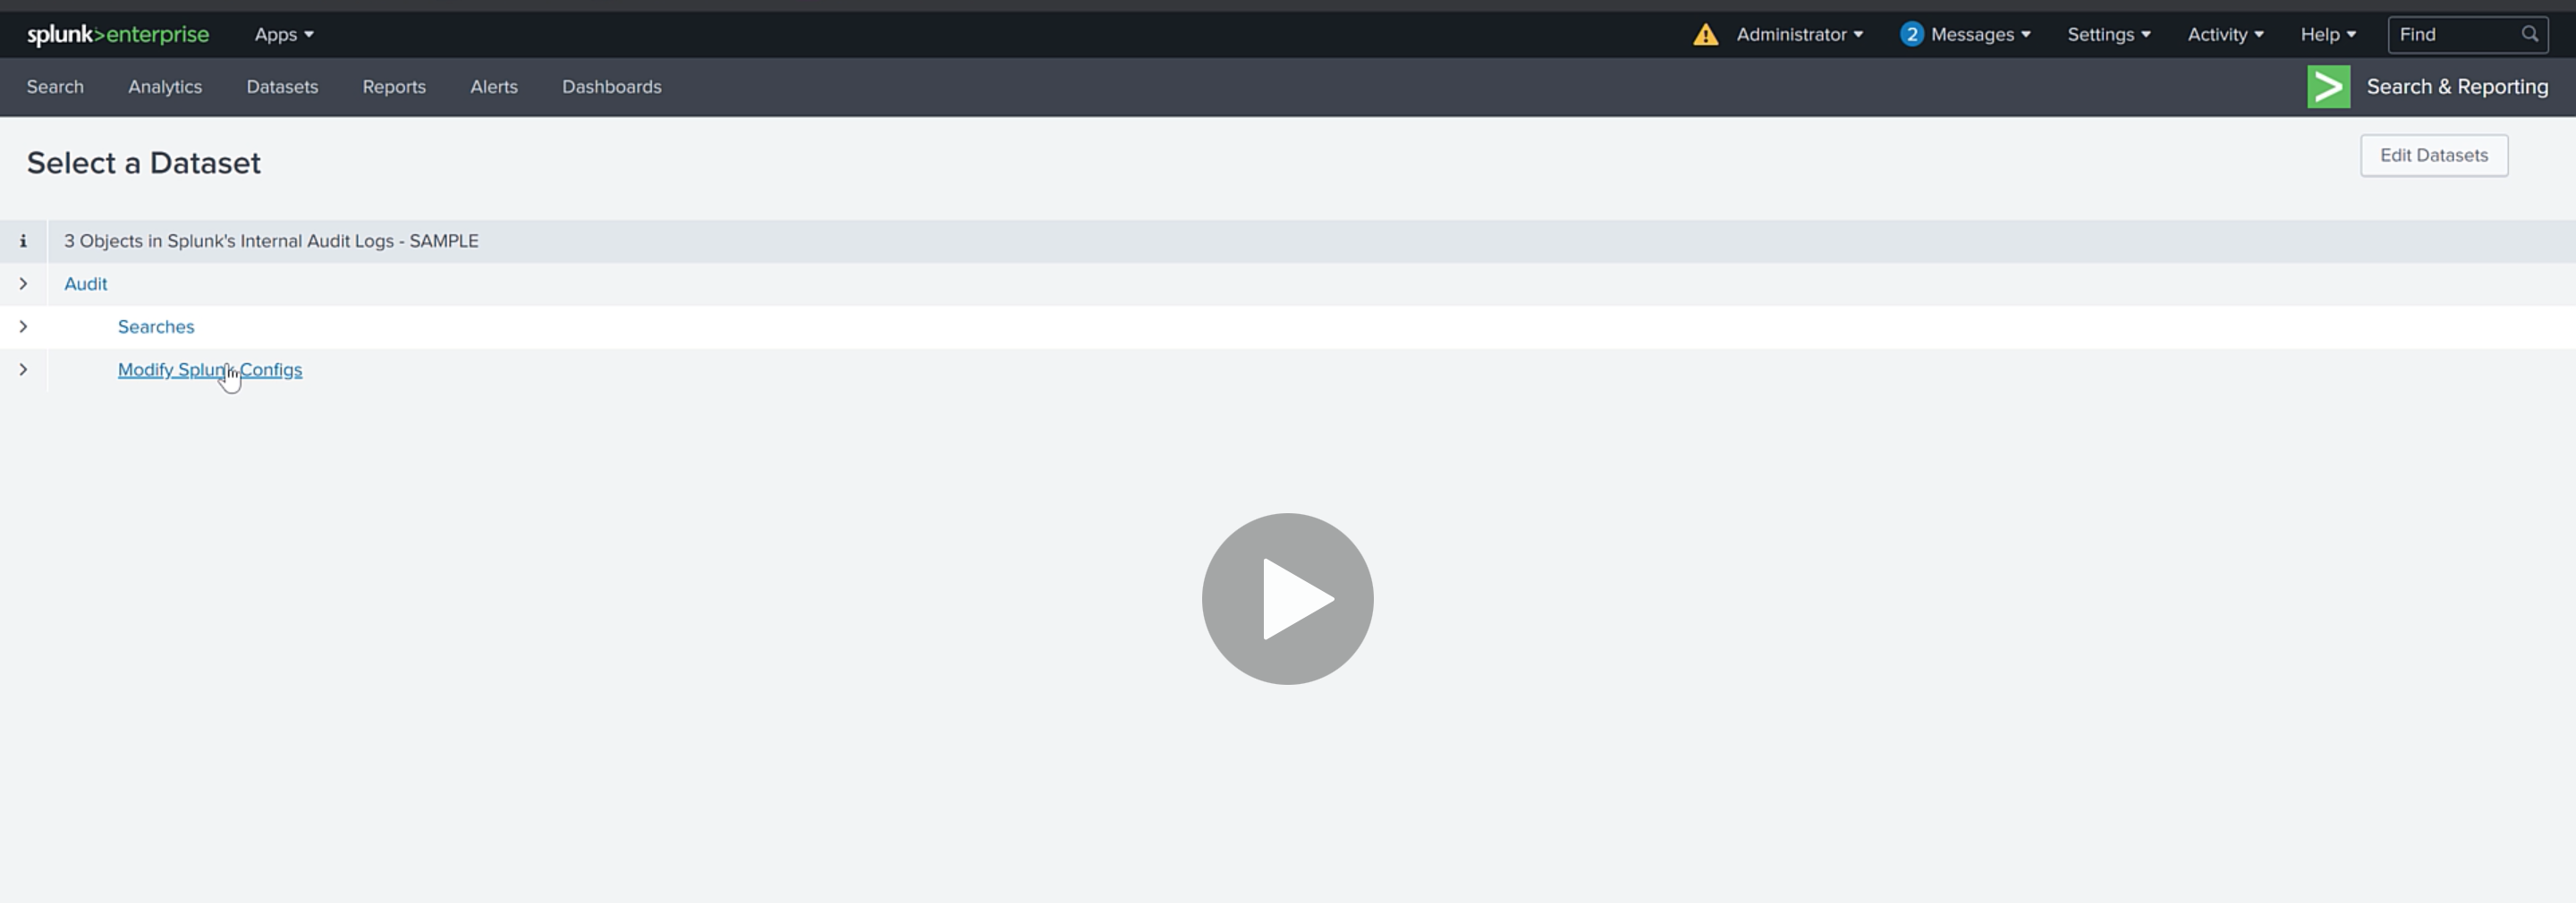 splunk>enterprise Apps Administrator 2 Messages Settings Activity Help Find
Search Analytics Datasets Reports Alerts Dashboards > Search & Reporting
Select a Dataset Edit Datasets
i 3 Objects in Splunk's Internal Audit Logs - SAMPLE
> Audit
> Searches
> Modify Splunk Configs